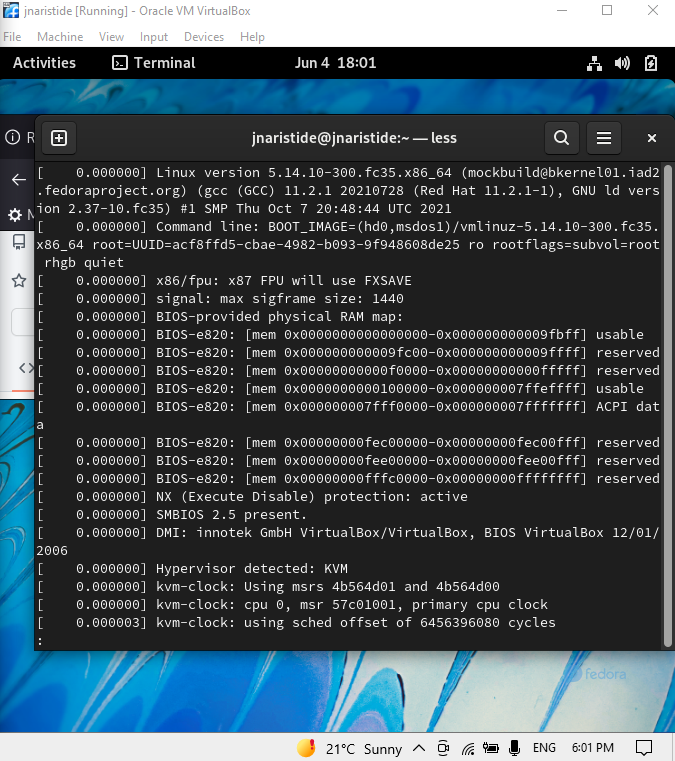 jnaristide [Running] - Oracle VM VirtualBox
File Machine View Input Devices Help
Activities Terminal Jun 4 18:01
R
jnaristide@jnaristide:~ — less
[    0.000000] Linux version 5.14.10-300.fc35.x86_64 (mockbuild@bkernel01.iad2
.fedoraproject.org) (gcc (GCC) 11.2.1 20210728 (Red Hat 11.2.1-1), GNU ld vers
ion 2.37-10.fc35) #1 SMP Thu Oct 7 20:48:44 UTC 2021
[    0.000000] Command line: BOOT_IMAGE=(hd0,msdos1)/vmlinuz-5.14.10-300.fc35.
x86_64 root=UUID=acf8ffd5-cbae-4982-b093-9f948608de25 ro rootflags=subvol=root
 rhgb quiet
[    0.000000] x86/fpu: x87 FPU will use FXSAVE
[    0.000000] signal: max sigframe size: 1440
[    0.000000] BIOS-provided physical RAM map:
[    0.000000] BIOS-e820: [mem 0x0000000000000000-0x000000000009fbff] usable
[    0.000000] BIOS-e820: [mem 0x000000000009fc00-0x000000000009ffff] reserved
[    0.000000] BIOS-e820: [mem 0x00000000000f0000-0x00000000000fffff] reserved
[    0.000000] BIOS-e820: [mem 0x0000000000100000-0x000000007ffeffff] usable
[    0.000000] BIOS-e820: [mem 0x000000007fff0000-0x000000007fffffff] ACPI dat
a
[    0.000000] BIOS-e820: [mem 0x00000000fec00000-0x00000000fec00fff] reserved
[    0.000000] BIOS-e820: [mem 0x00000000fee00000-0x00000000fee00fff] reserved
[    0.000000] BIOS-e820: [mem 0x00000000fffc0000-0x00000000ffffffff] reserved
[    0.000000] NX (Execute Disable) protection: active
[    0.000000] SMBIOS 2.5 present.
[    0.000000] DMI: innotek GmbH VirtualBox/VirtualBox, BIOS VirtualBox 12/01/
2006
[    0.000000] Hypervisor detected: KVM
[    0.000000] kvm-clock: Using msrs 4b564d01 and 4b564d00
[    0.000000] kvm-clock: cpu 0, msr 57c01001, primary cpu clock
[    0.000003] kvm-clock: using sched offset of 6456396080 cycles
:
fedora
21°C Sunny ENG 6:01 PM